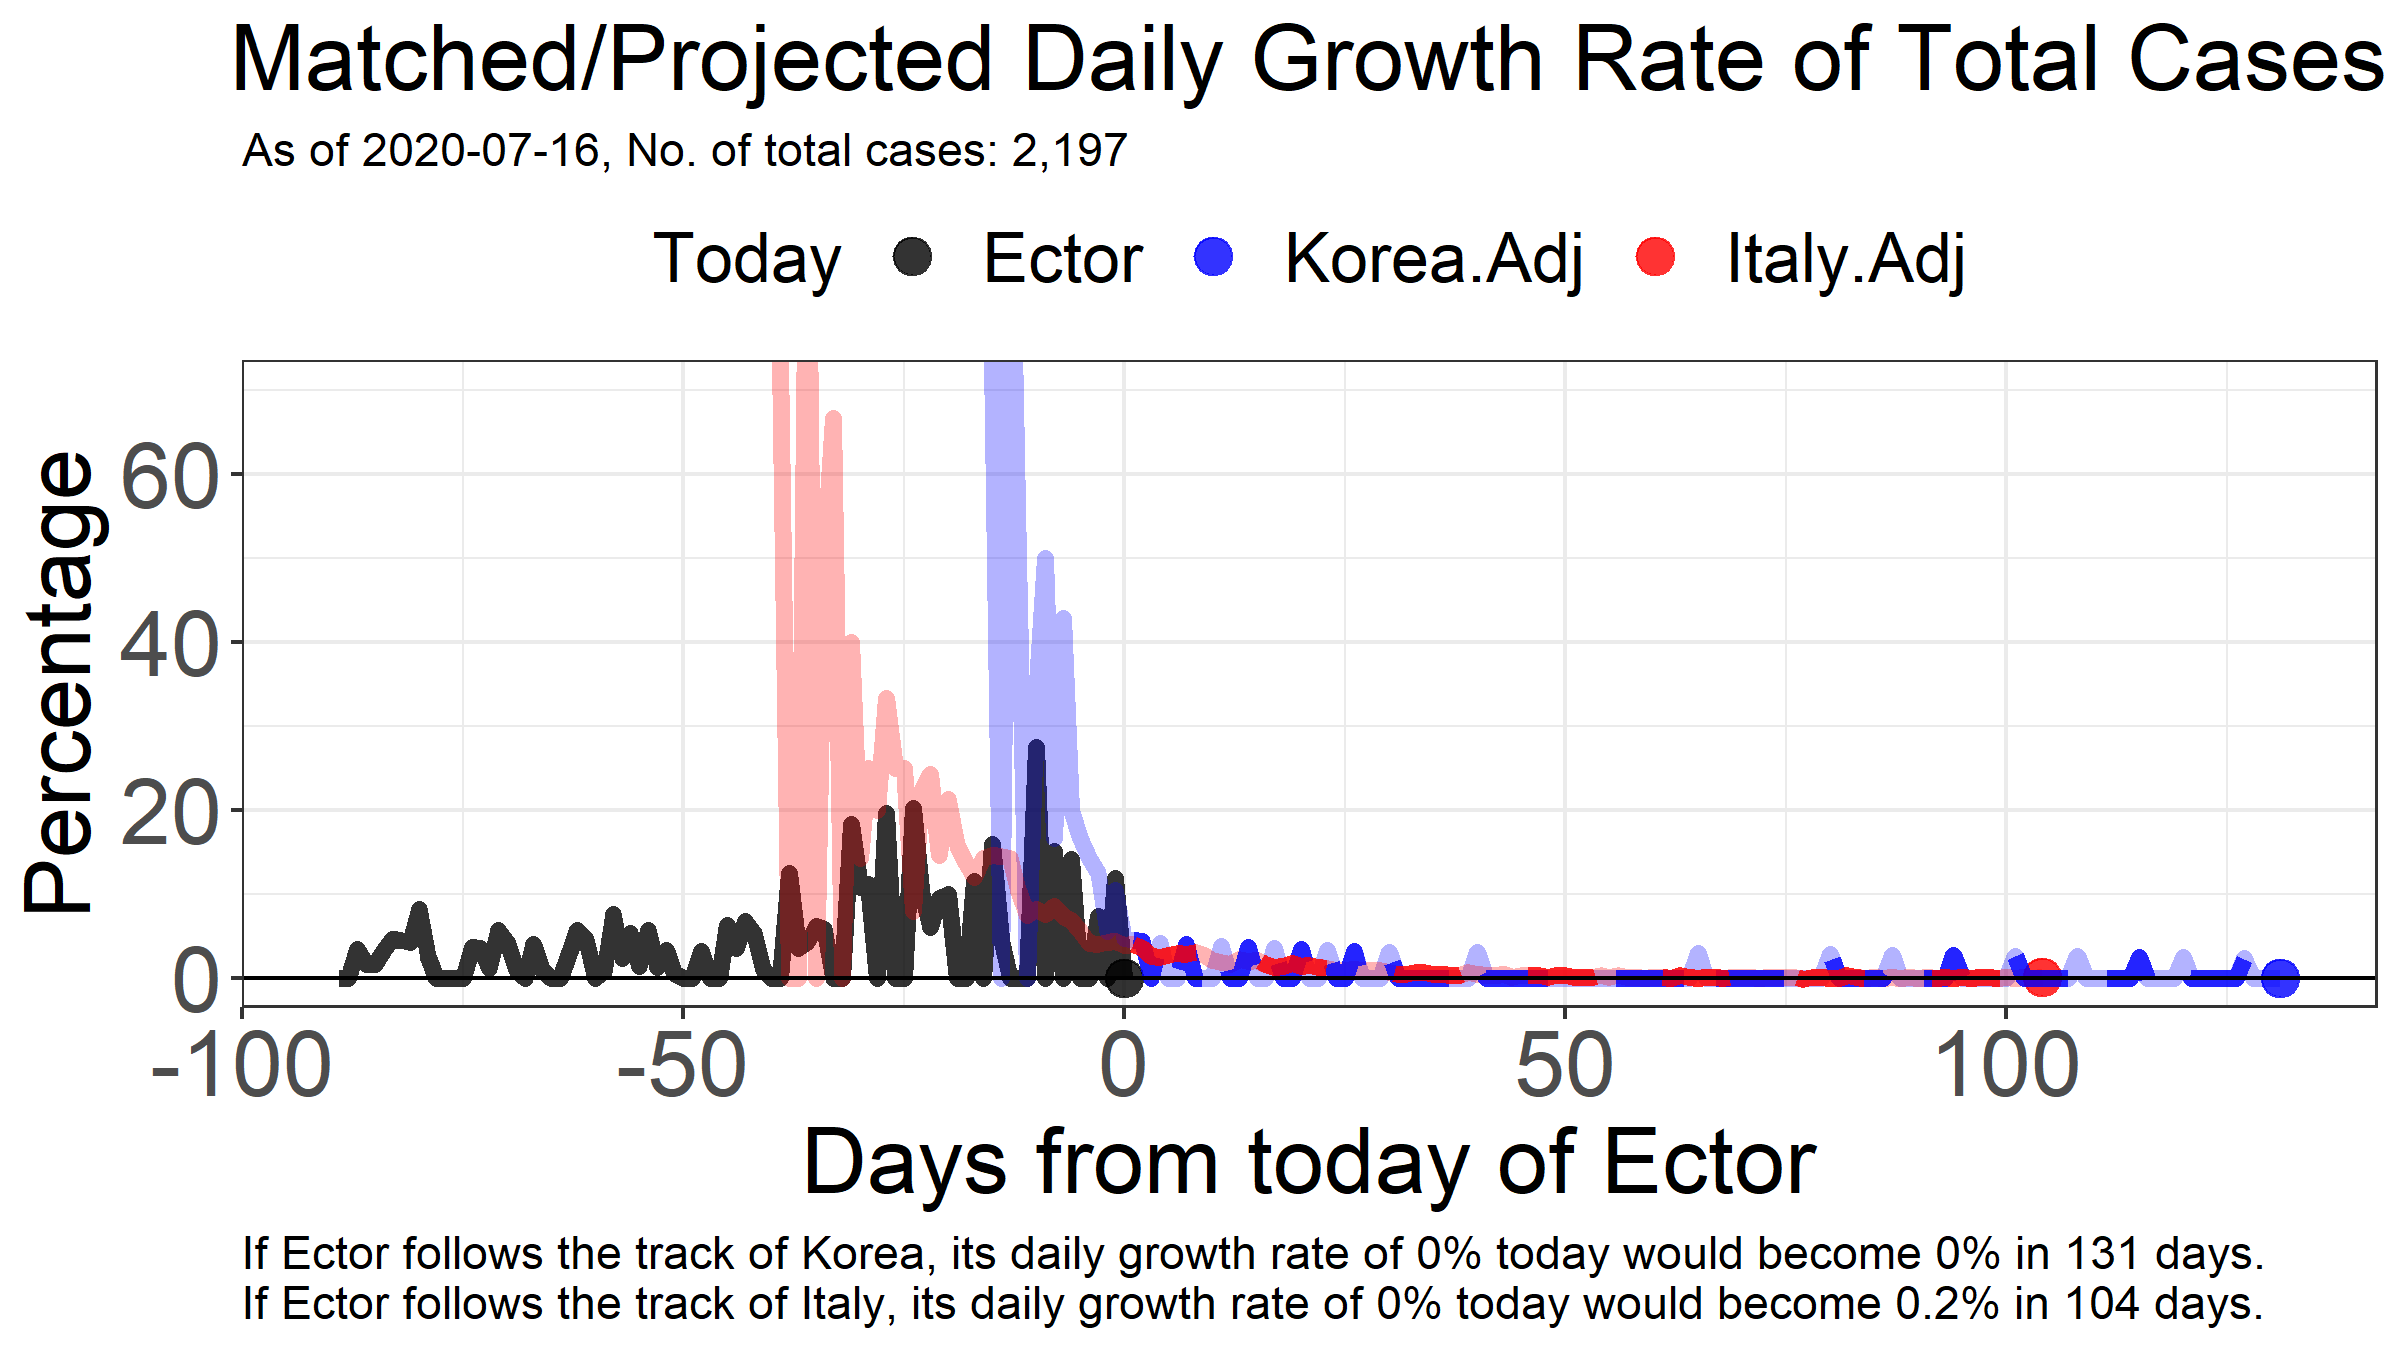 Matched/Projected Daily Growth Rate of Total Cases
As of 2020-07-16, No. of total cases: 2,197
Today Ector Korea.Adj Italy.Adj
Percentage
60
40
20
0
-100 -50 0 50 100
Days from today of Ector
If Ector follows the track of Korea, its daily growth rate of 0% today would become 0% in 131 days.
If Ector follows the track of Italy, its daily growth rate of 0% today would become 0.2% in 104 days.